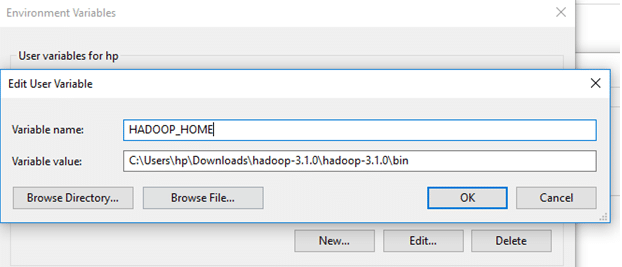 Environment Variables
User variables for hp
Edit User Variable
Variable name:
HADOOP_HOME
Variable value:
C:\Users\hp\Downloads\hadoop-3.1.0\hadoop-3.1.0\bin
Browse Directory...
Browse File...
OK
Cancel
New...
Edit...
Delete